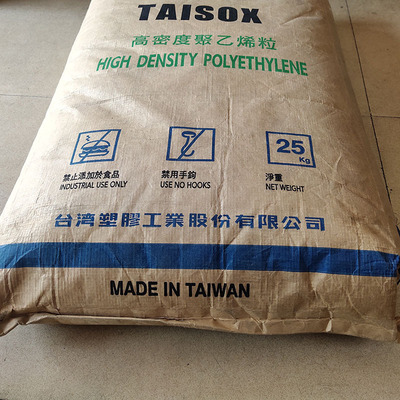 TAISOX
高密度聚乙烯粒
HIGH DENSITY POLYETHYLENE
25
Kg
禁止添加於食品
INDUSTRIAL USE ONLY
禁用手鈎
USE NO HOOKS
淨重
NET WEIGHT
台湾塑膠工業股份有限公司
MADE IN TAIWAN